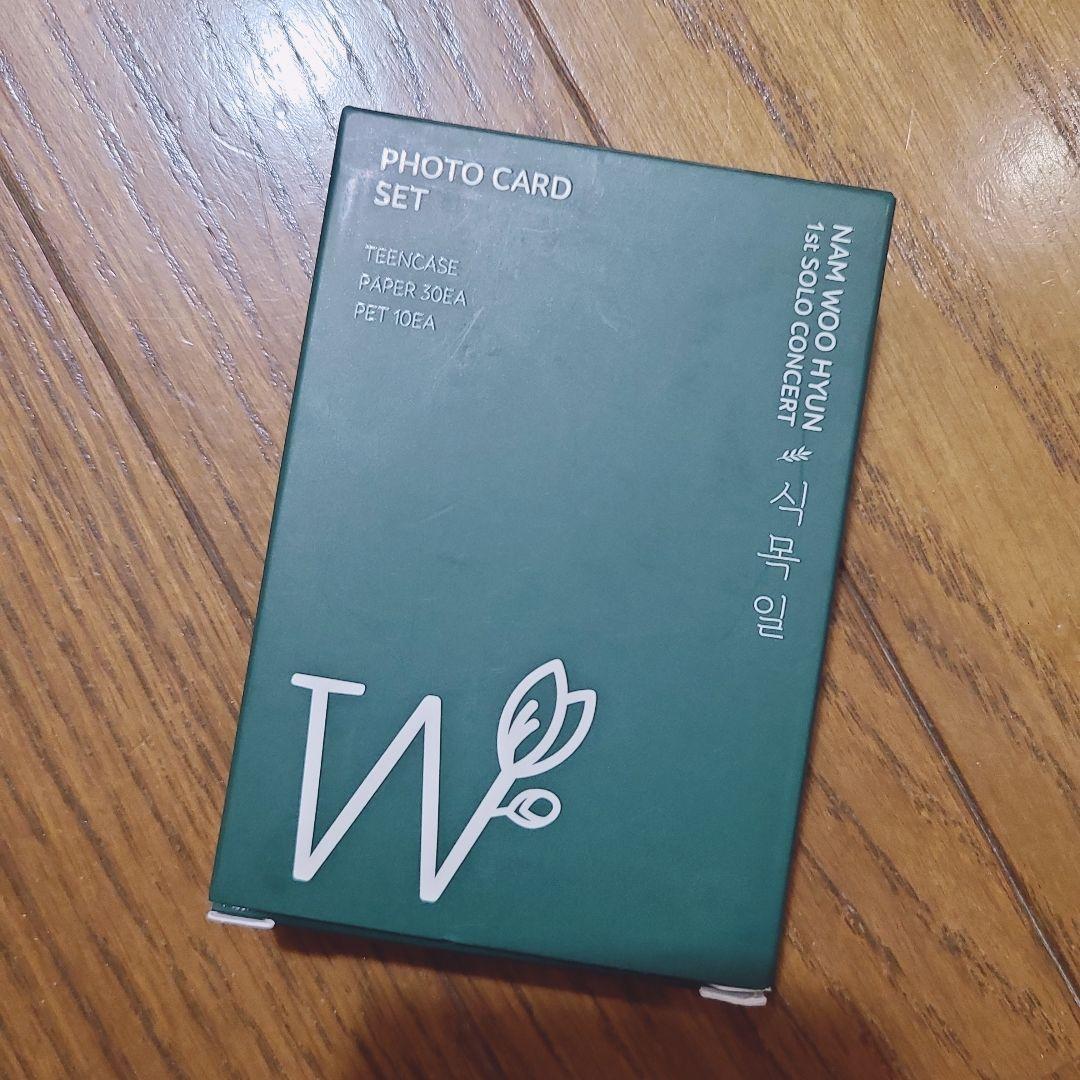 PHOTO CARD
SET
TEENCASE
PAPER 30EA
PET 10EA
NAM WOO HYUN
1st SOLO CONCERT
식목일
W